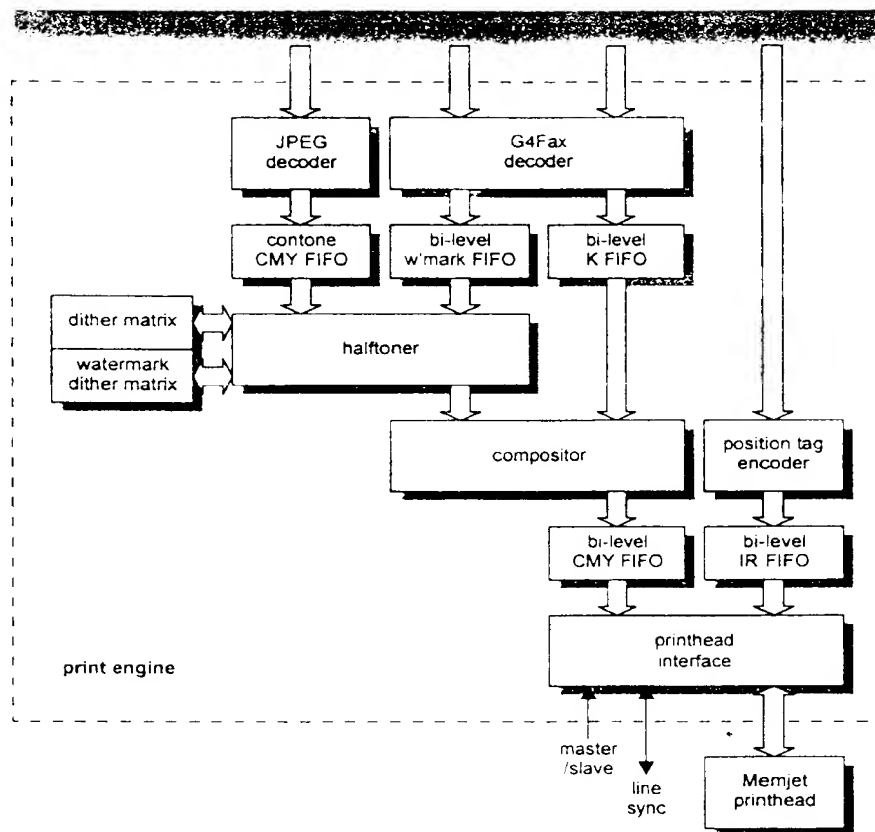 JPEG
decoder
G4Fax
decoder
contone
CMY FIFO
bi-level
w'mark FIFO
bi-level
K FIFO
dither matrix
watermark
dither matrix
halftoner
compositor
position tag
encoder
bi-level
CMY FIFO
bi-level
IR FIFO
printhead
interface
print engine
master
/slave
line
sync
Memjet
printhead